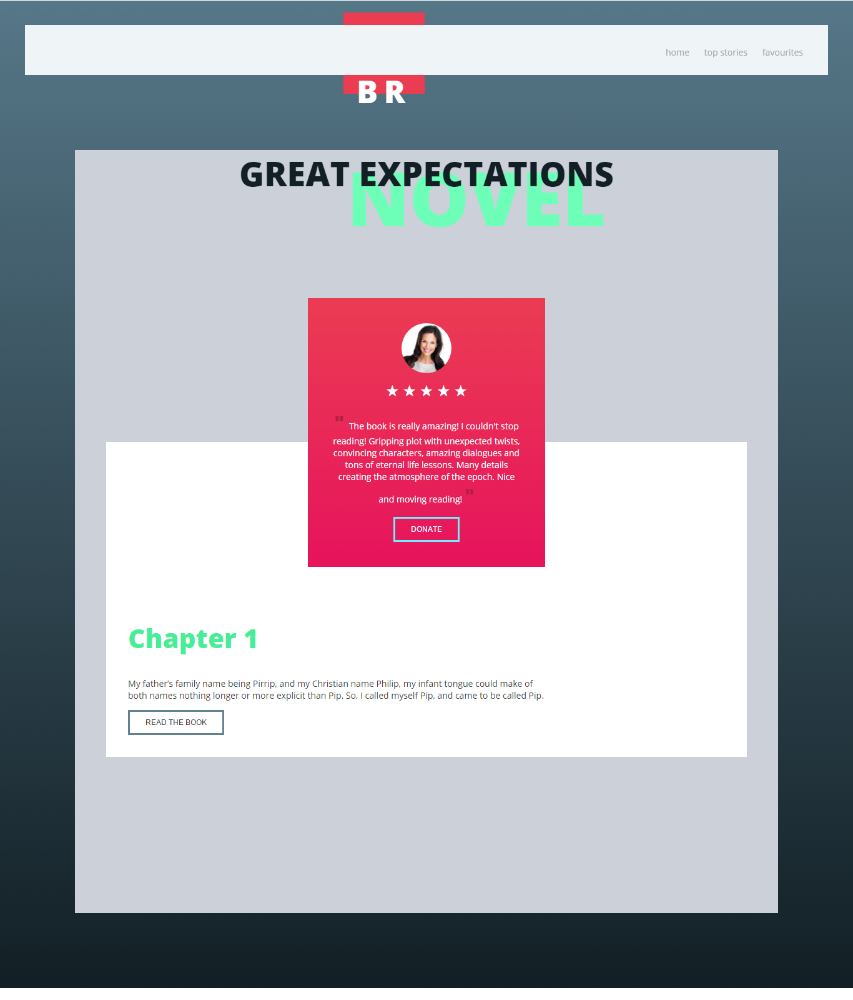 home top stories favourites
B R
GREAT EXPECTATIONS
NOVEL
★ ★ ★ ★ ★
" The book is really amazing! I couldn't stop
reading! Gripping plot with unexpected twists,
convincing characters, amazing dialogues and
tons of eternal life lessons. Many details
creating the atmosphere of the epoch. Nice
and moving reading! "
DONATE
Chapter 1
My father’s family name being Pirrip, and my Christian name Philip, my infant tongue could make of
both names nothing longer or more explicit than Pip. So, I called myself Pip, and came to be called Pip.
READ THE BOOK